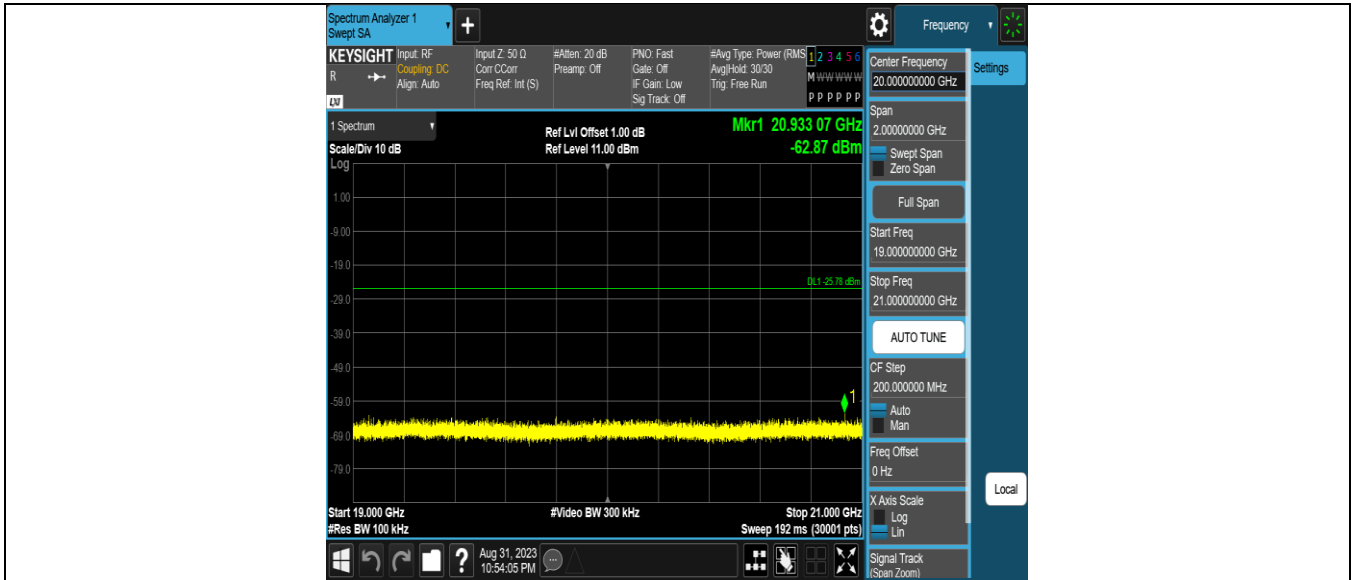 Spectrum Analyzer 1
Swept SA
+
Frequency
KEYSIGHT
R
LXI
Input: RF
Coupling: DC
Align: Auto
Input Z: 50 Ω
Corr CCorr
Freq Ref: Int (S)
#Atten: 20 dB
Preamp: Off
PNO: Fast
Gate: Off
IF Gain: Low
Sig Track: Off
#Avg Type: Power (RMS
Avg|Hold: 30/30
Trig: Free Run
1 2 3 4 5 6
M W W W W W
P P P P P P
1 Spectrum
Scale/Div 10 dB
Ref Lvl Offset 1.00 dB
Ref Level 11.00 dBm
Mkr1 20.933 07 GHz
-62.87 dBm
Log
1.00
-9.00
-19.0
DL1 -25.78 dBm
-29.0
-39.0
-49.0
-59.0
1
-69.0
-79.0
Start 19.000 GHz
#Video BW 300 kHz
Stop 21.000 GHz
#Res BW 100 kHz
Sweep 192 ms (30001 pts)
?
Aug 31, 2023
10:54:05 PM
Center Frequency
20.000000000 GHz
Settings
Span
2.00000000 GHz
Swept Span
Zero Span
Full Span
Start Freq
19.000000000 GHz
Stop Freq
21.000000000 GHz
AUTO TUNE
CF Step
200.000000 MHz
Auto
Man
Freq Offset
0 Hz
X Axis Scale
Log
Lin
Signal Track
(Span Zoom)
Local